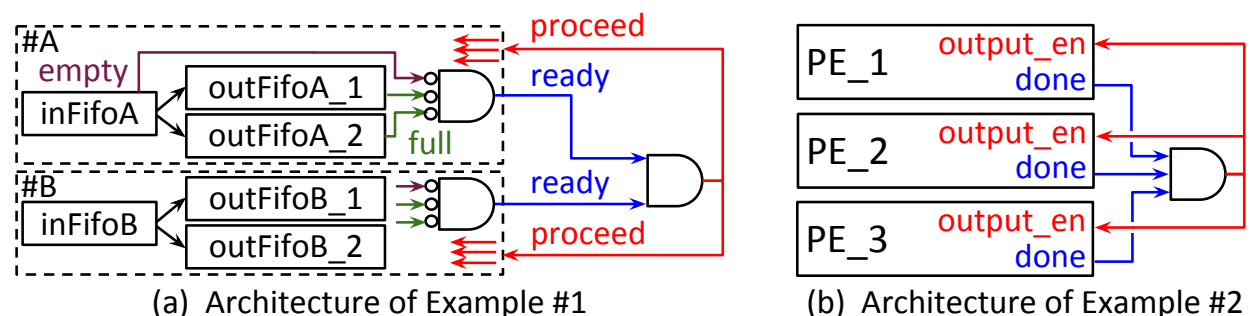 #A
proceed
empty
ready
inFifoA
outFifoA_1
outFifoA_2
full
#B
ready
inFifoB
outFifoB_1
outFifoB_2
proceed
(a) Architecture of Example #1
PE_1
output_en
done
PE_2
output_en
done
PE_3
output_en
done
(b) Architecture of Example #2